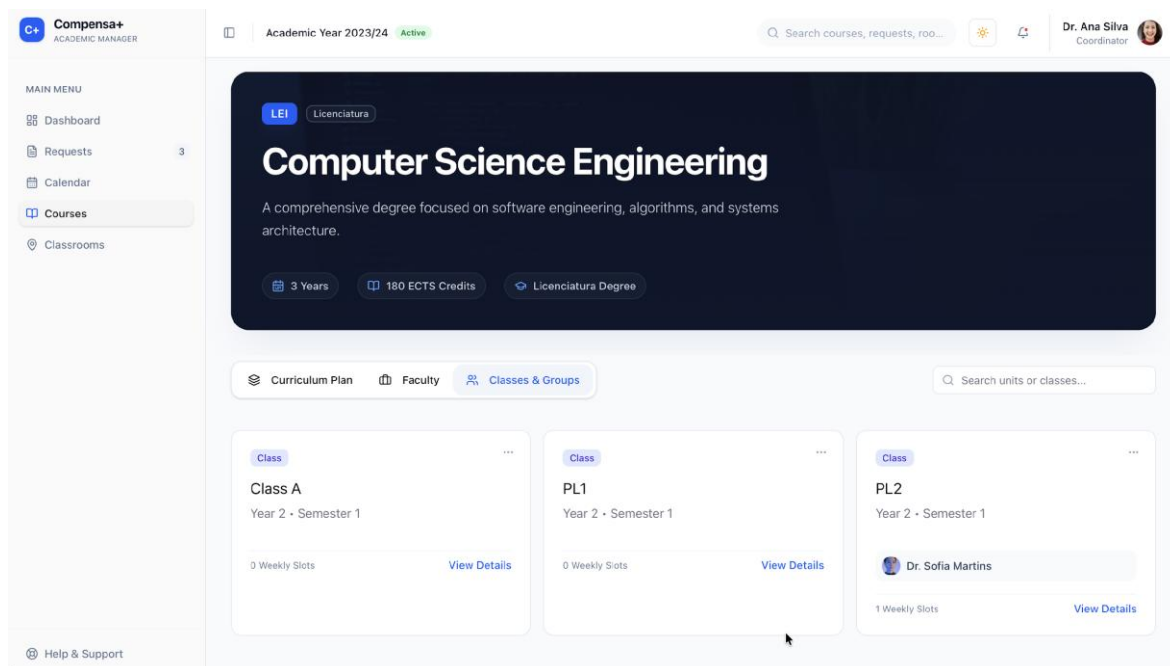 C+
Compensa+
ACADEMIC MANAGER
MAIN MENU
Dashboard
Requests 3
Calendar
Courses
Classrooms
Help & Support
Academic Year 2023/24 Active
Search courses, requests, roo...
Dr. Ana Silva
Coordinator
LEI Licenciatura
Computer Science Engineering
A comprehensive degree focused on software engineering, algorithms, and systems
architecture.
3 Years 180 ECTS Credits Licenciatura Degree
Curriculum Plan Faculty Classes & Groups
Search units or classes...
Class
Class A
Year 2 • Semester 1
0 Weekly Slots View Details
Class
PL1
Year 2 • Semester 1
0 Weekly Slots View Details
Class
PL2
Year 2 • Semester 1
Dr. Sofia Martins
1 Weekly Slots View Details